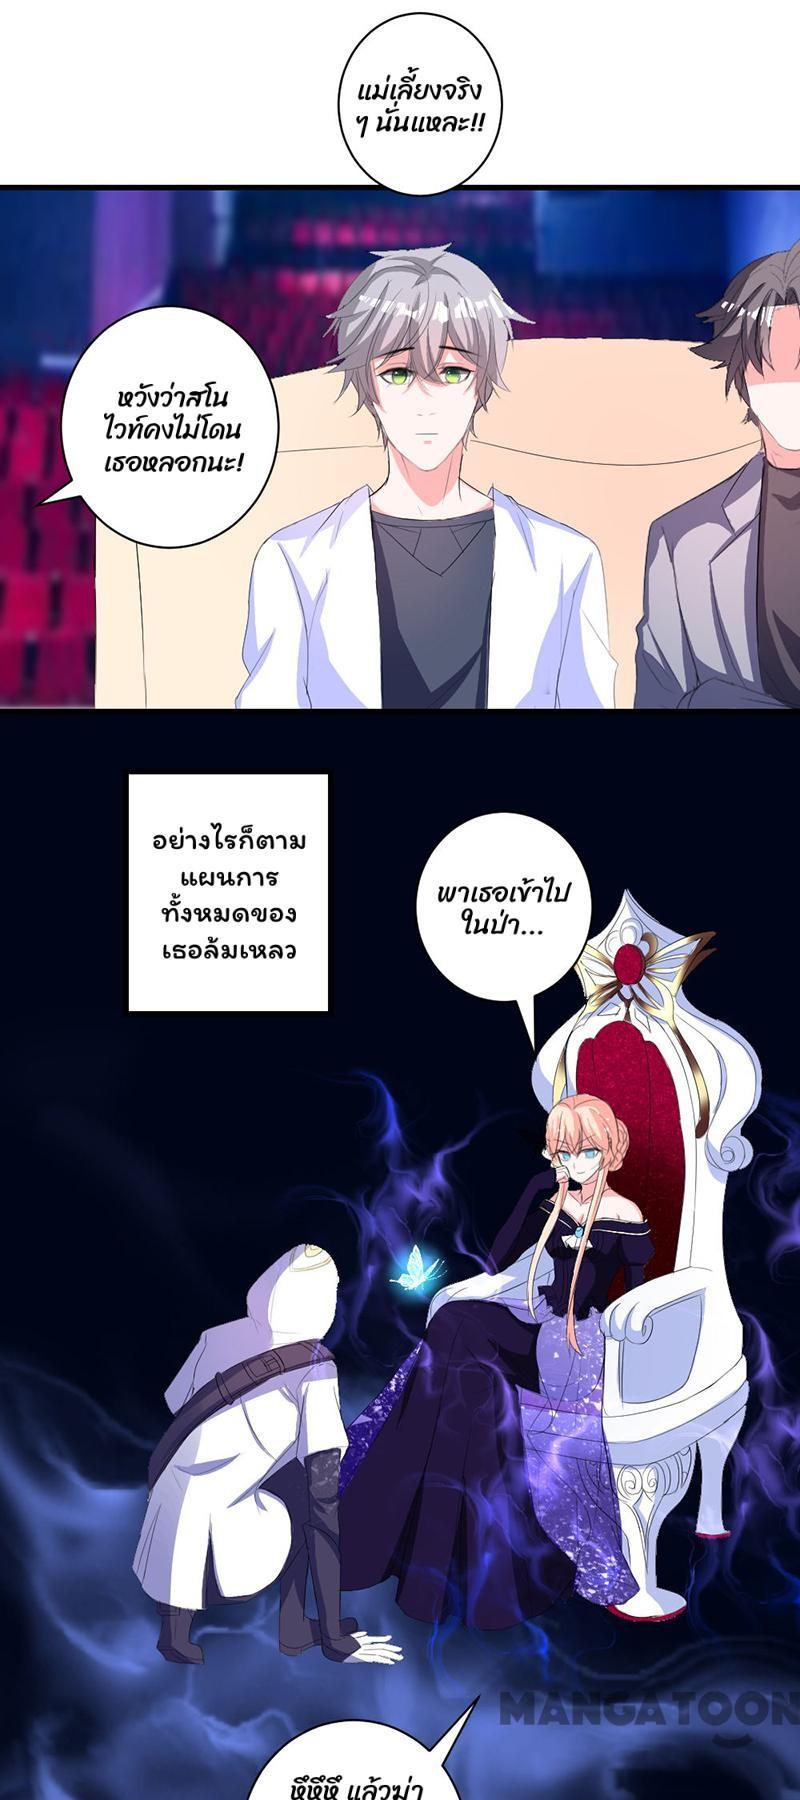 แม่เลี้ยงจริง
ๆ นั่นแหละ!!
หวังว่าสโน
ไวท์คงไม่โดน
เธอหลอกนะ!
อย่างไรก็ตาม
แผนการ
ทั้งหมดของ
เธอล้มเหลว
พาเธอเข้าไป
ในป่า...
MANGATOON
หึหึหึ แล้วฆ่า